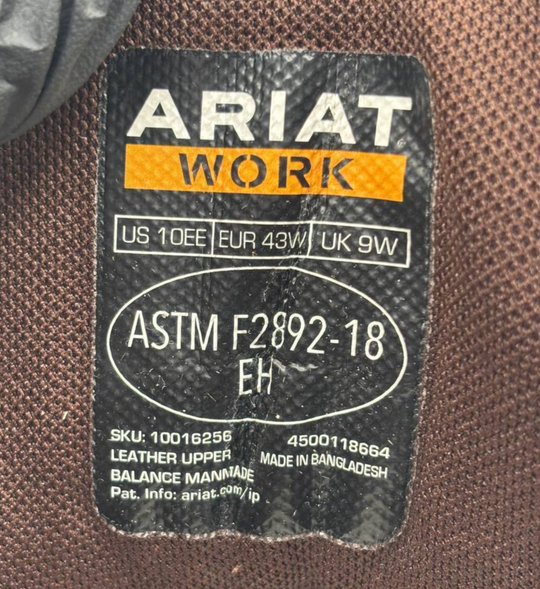 ARIAT
WORK
US 10EE EUR 43W UK 9W
ASTM F2892-18
EH
SKU: 10016256 4500118664
LEATHER UPPER MADE IN BANGLADESH
BALANCE MANMADE
Pat. Info: ariat.com/ip